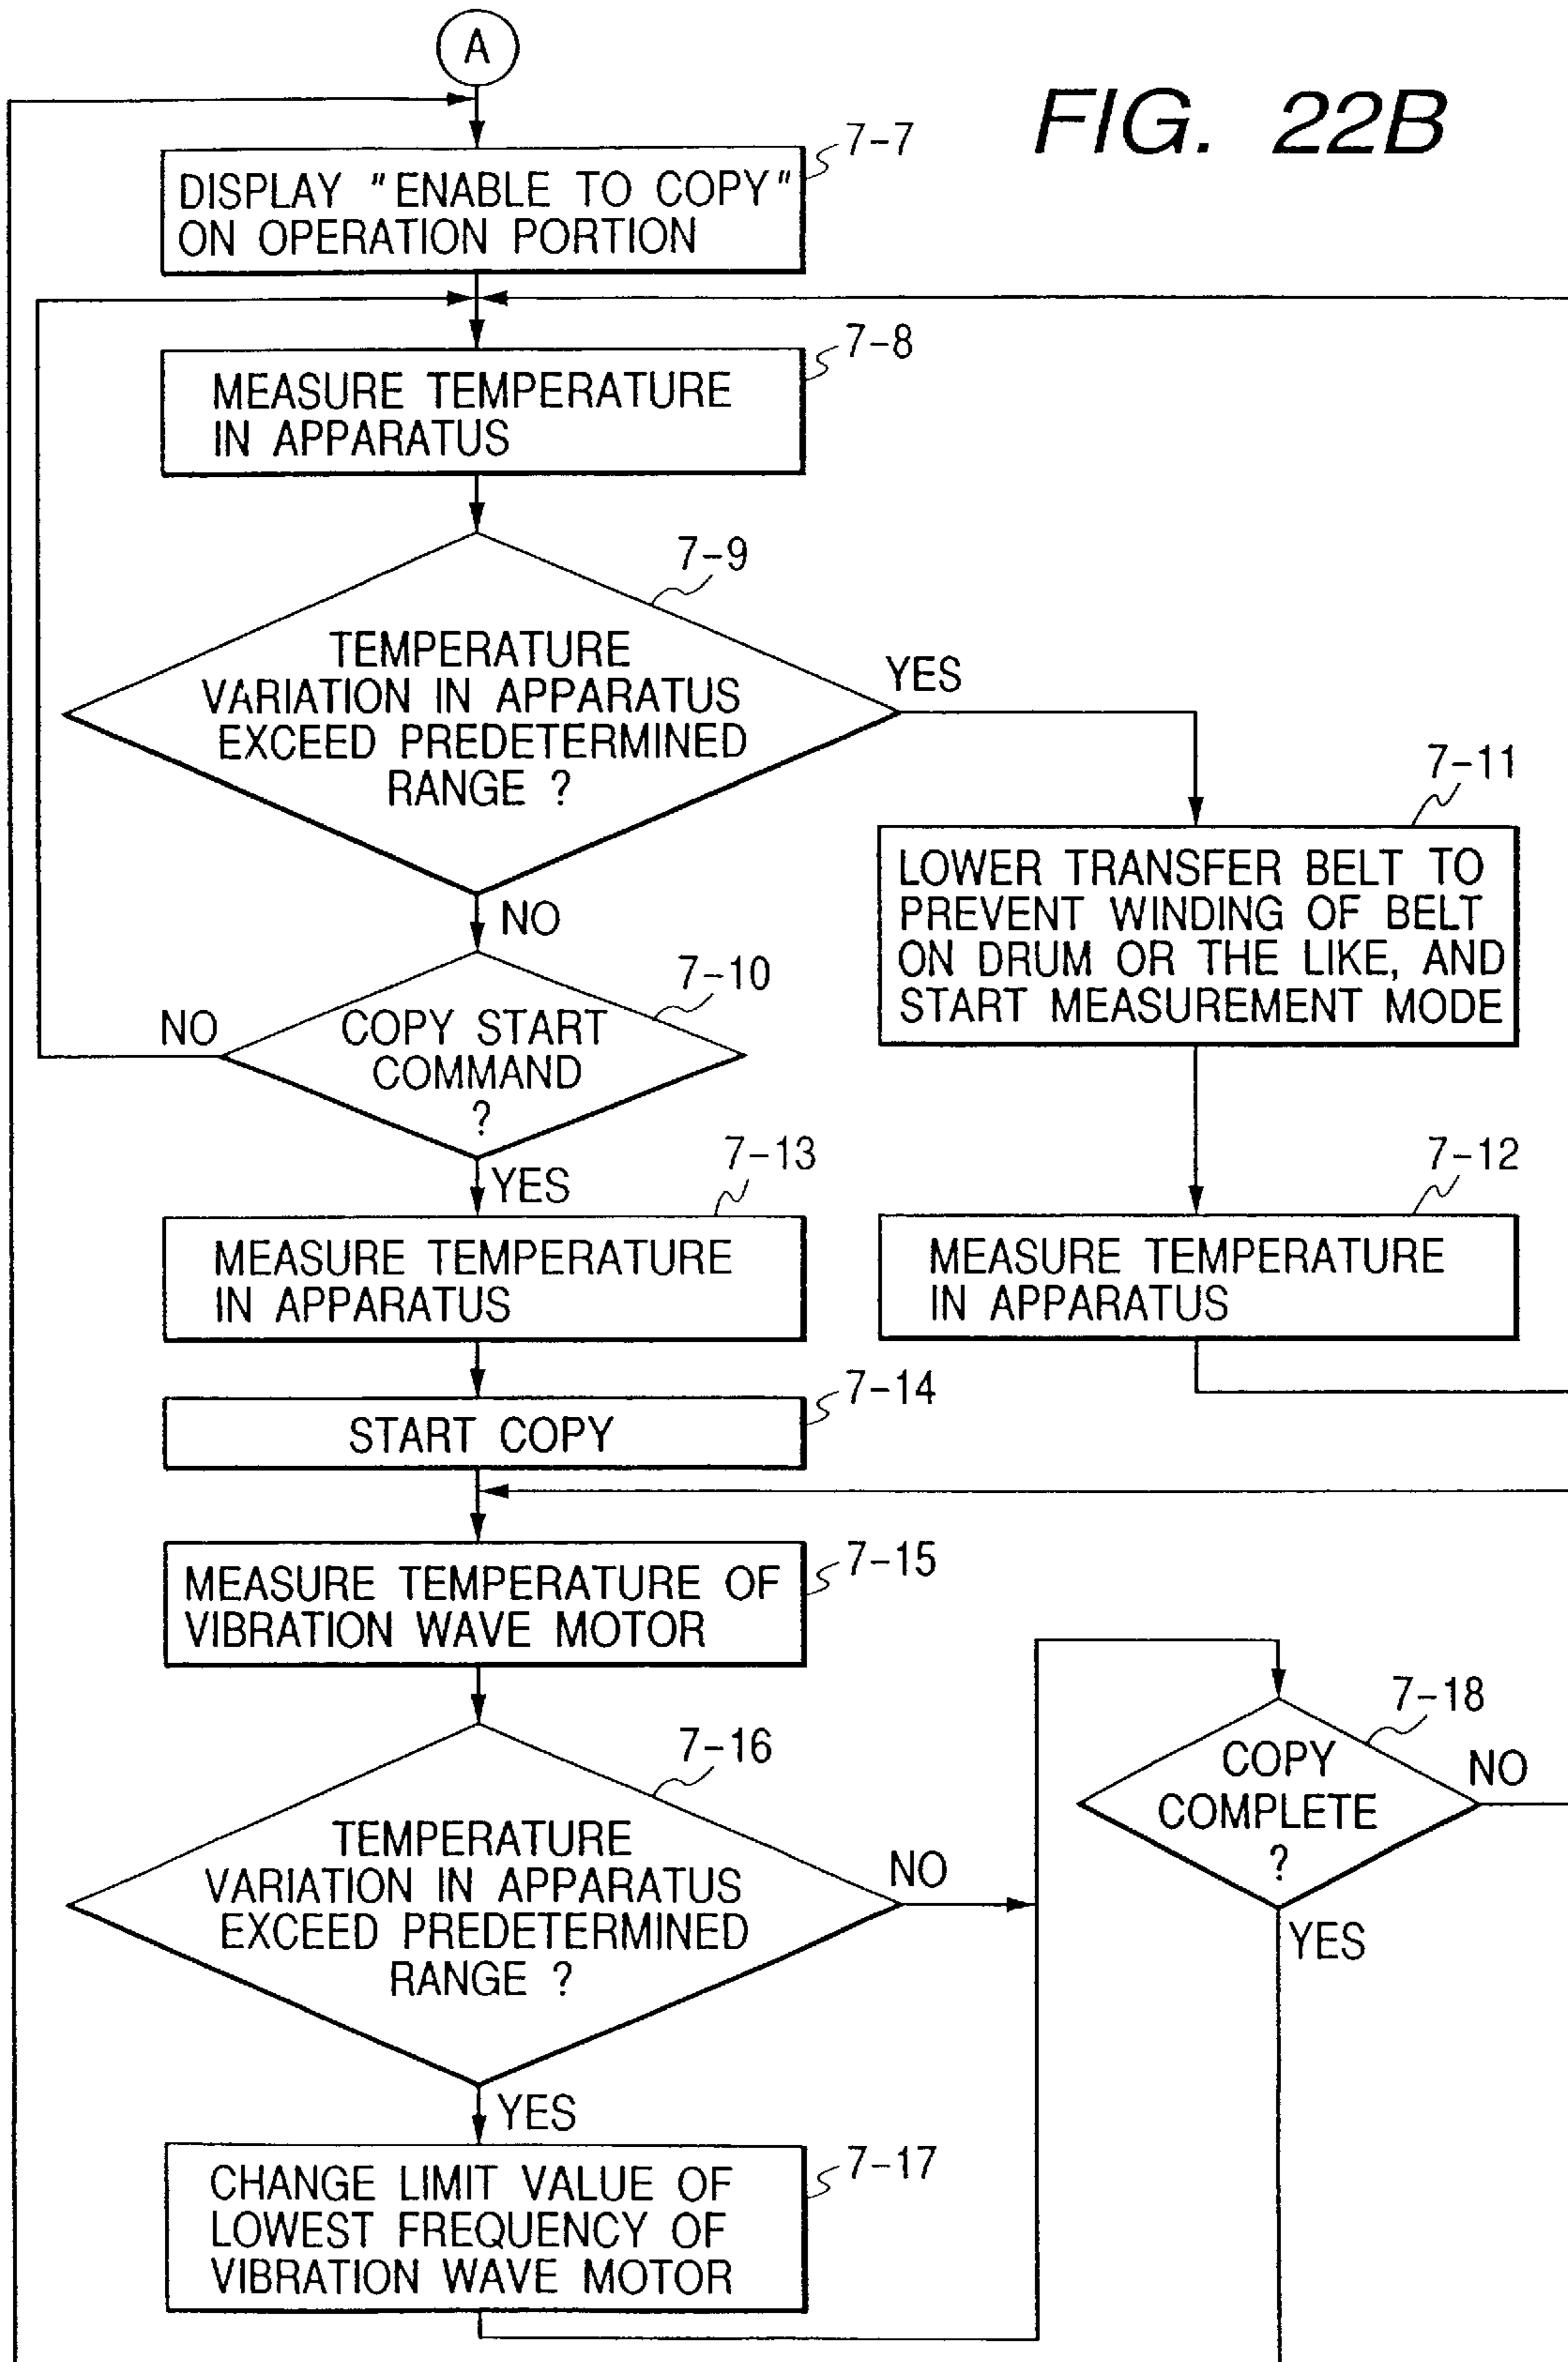 A
FIG. 22B
7-7
DISPLAY "ENABLE TO COPY"
ON OPERATION PORTION
7-8
MEASURE TEMPERATURE
IN APPARATUS
7-9
TEMPERATURE
VARIATION IN APPARATUS
EXCEED PREDETERMINED
RANGE ?
YES
NO
7-11
LOWER TRANSFER BELT TO
PREVENT WINDING OF BELT
ON DRUM OR THE LIKE, AND
START MEASUREMENT MODE
7-10
NO
COPY START
COMMAND
?
YES
7-13
MEASURE TEMPERATURE
IN APPARATUS
7-12
MEASURE TEMPERATURE
IN APPARATUS
7-14
START COPY
7-15
MEASURE TEMPERATURE OF
VIBRATION WAVE MOTOR
7-16
TEMPERATURE
VARIATION IN APPARATUS
EXCEED PREDETERMINED
RANGE ?
NO
YES
7-18
COPY
COMPLETE
?
NO
YES
7-17
CHANGE LIMIT VALUE OF
LOWEST FREQUENCY OF
VIBRATION WAVE MOTOR